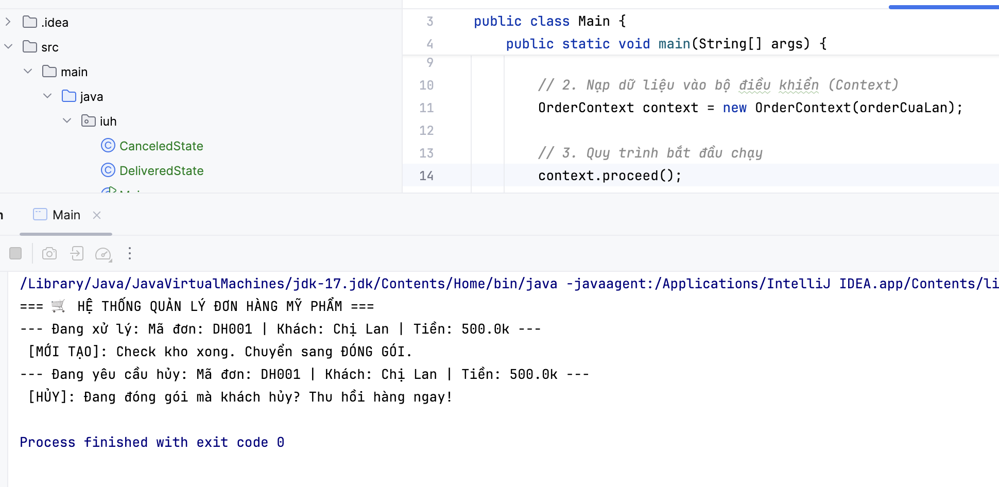 .idea
src
main
java
iuh
CanceledState
DeliveredState
3 public class Main {
4 public static void main(String[] args) {
9
10 // 2. Nạp dữ liệu vào bộ điều khiển (Context)
11 OrderContext context = new OrderContext(orderCuaLan);
12
13 // 3. Quy trình bắt đầu chạy
14 context.proceed();
Main
/Library/Java/JavaVirtualMachines/jdk-17.jdk/Contents/Home/bin/java -javaagent:/Applications/IntelliJ IDEA.app/Contents/li
=== 🛒 HỆ THỐNG QUẢN LÝ ĐƠN HÀNG MỸ PHẨM ===
--- Đang xử lý: Mã đơn: DH001 | Khách: Chị Lan | Tiền: 500.0k ---
[MỚI TẠO]: Check kho xong. Chuyển sang ĐÓNG GÓI.
--- Đang yêu cầu hủy: Mã đơn: DH001 | Khách: Chị Lan | Tiền: 500.0k ---
[HỦY]: Đang đóng gói mà khách hủy? Thu hồi hàng ngay!
Process finished with exit code 0